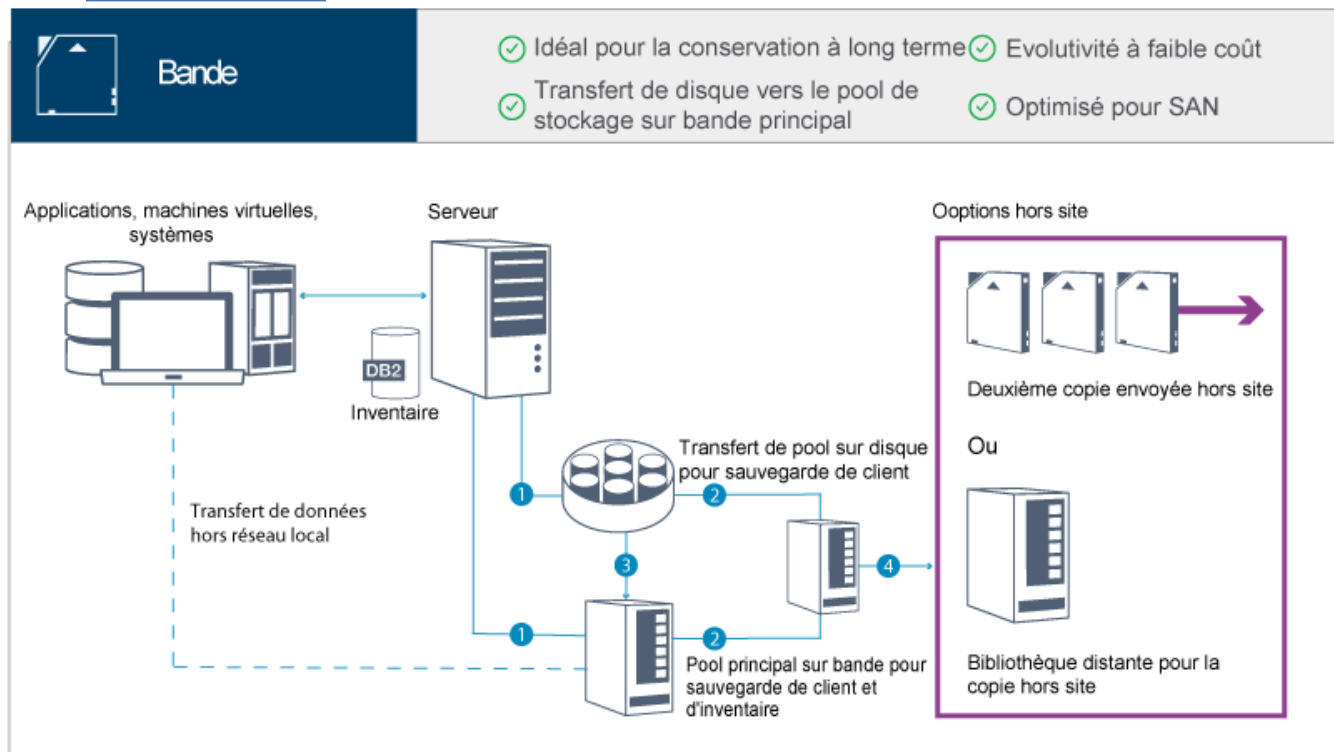 Bande
Idéal pour la conservation à long terme
Evolutivité à faible coût
Transfert de disque vers le pool de
stockage sur bande principal
Optimisé pour SAN
Applications, machines virtuelles,
systèmes
Serveur
Ooptions hors site
DB2
Inventaire
Deuxième copie envoyée hors site
Transfert de pool sur disque
pour sauvegarde de client
Ou
1
2
Transfert de données
hors réseau local
3
4
1
2
Pool principal sur bande pour
sauvegarde de client et
d'inventaire
Bibliothèque distante pour la
copie hors site